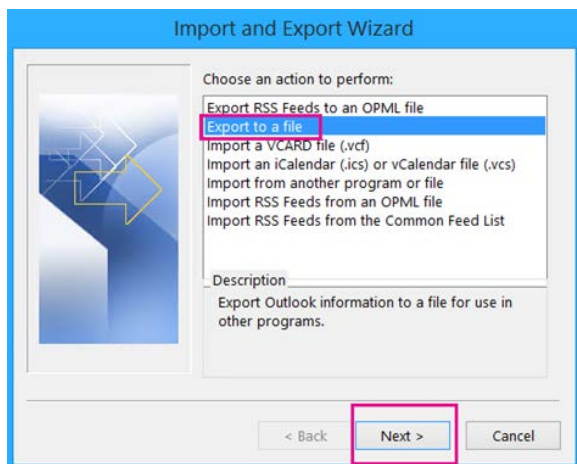 Import and Export Wizard
Choose an action to perform:
Export RSS Feeds to an OPML file
Export to a file
Import a VCARD file (.vcf)
Import an iCalendar (.ics) or vCalendar file (.vcs)
Import from another program or file
Import RSS Feeds from an OPML file
Import RSS Feeds from the Common Feed List
Description
Export Outlook information to a file for use in
other programs.
< Back Next > Cancel